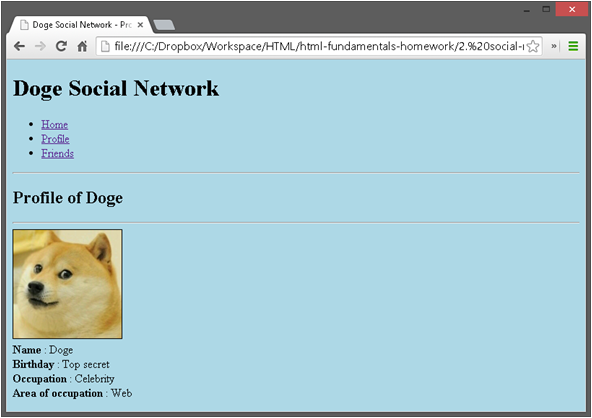 Doge Social Network - Pro
file:///C:/Dropbox/Workspace/HTML/html-fundamentals-homework/2.%20social-
Doge Social Network
Home
Profile
Friends
Profile of Doge
Name : Doge
Birthday : Top secret
Occupation : Celebrity
Area of occupation : Web